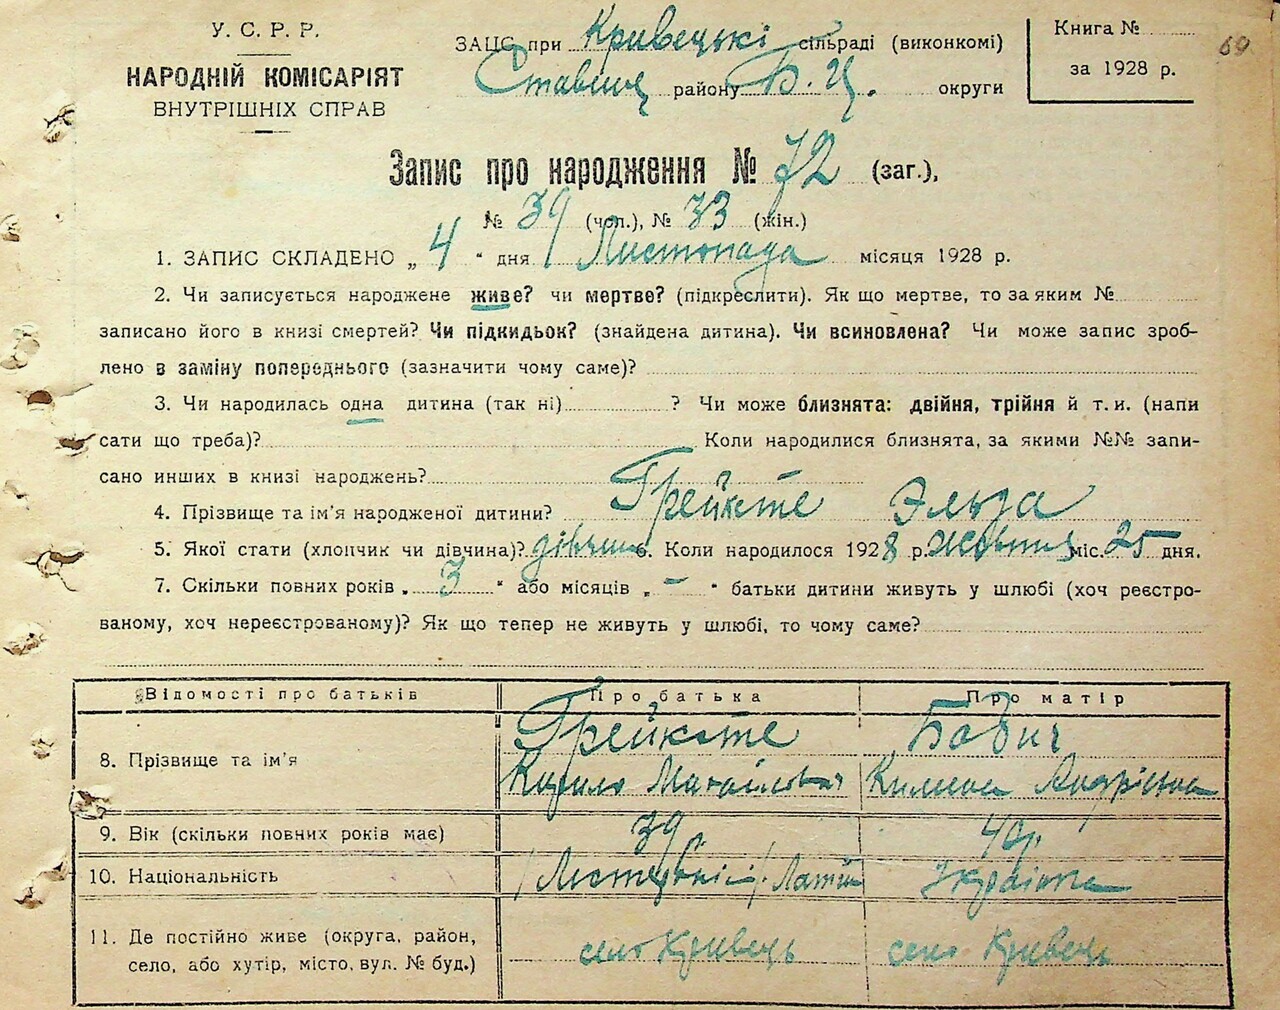 У. С. Р. Р.
НАРОДНІЙ КОМІСАРІЯТ
ВНУТРІШНІХ СПРАВ
ЗАЦС при Кривецькі сільраді (виконкомі)
району Б. Ц. округи
Книга №
за 1928 р.
69
Запис про народження № 72 (заг.),
№ 39 (чол.), № 33 (жін.)
1. ЗАПИС СКЛАДЕНО „ 4 " дня Листопада місяця 1928 р.
2. Чи записується народжене живе? чи мертве? (підкреслити). Як що мертве, то за яким №
записано його в книзі смертей? Чи підкидьок? (знайдена дитина). Чи всиновлена? Чи може запис зроб-
лено в заміну попереднього (зазначити чому саме)?
3. Чи народилась одна дитина (так ні) ? Чи може близнята: двійня, трійня й т. и. (напи
сати що треба)? Коли народилися близнята, за якими №№ запи-
сано инших в книзі народжень?
4. Прізвище та ім'я народженої дитини? Грейксте Эльза
5. Якої стати (хлопчик чи дівчина)? дівчина 6. Коли народилося 1928 р. жовтня міс. 25 дня.
7. Скільки повних років „ 3 " або місяців „ – " батьки дитини живуть у шлюбі (хоч реєстро-
ваному, хоч нереєстрованому)? Як що тепер не живуть у шлюбі, то чому саме?
Відомості про батьків Про батька Про матір
8. Прізвище та ім'я Грейксте Бабич
Кирило
9. Вік (скільки повних років має) 39 40р.
10. Національність Українка
11. Де постійно живе (округа, район,
село, або хутір, місто, вул. № буд.) село Кривець село Кривець